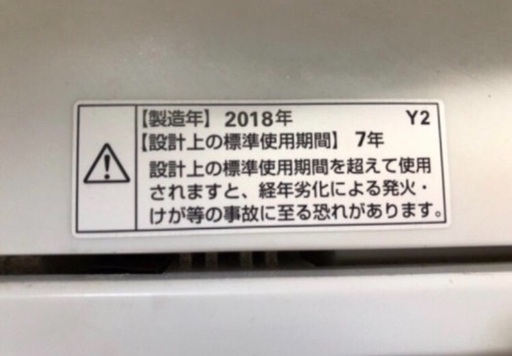 【製造年】2018年 Y2
【設計上の標準使用期間】7年
設計上の標準使用期間を超えて使用
されますと、経年劣化による発火・
けが等の事故に至る恐れがあります。